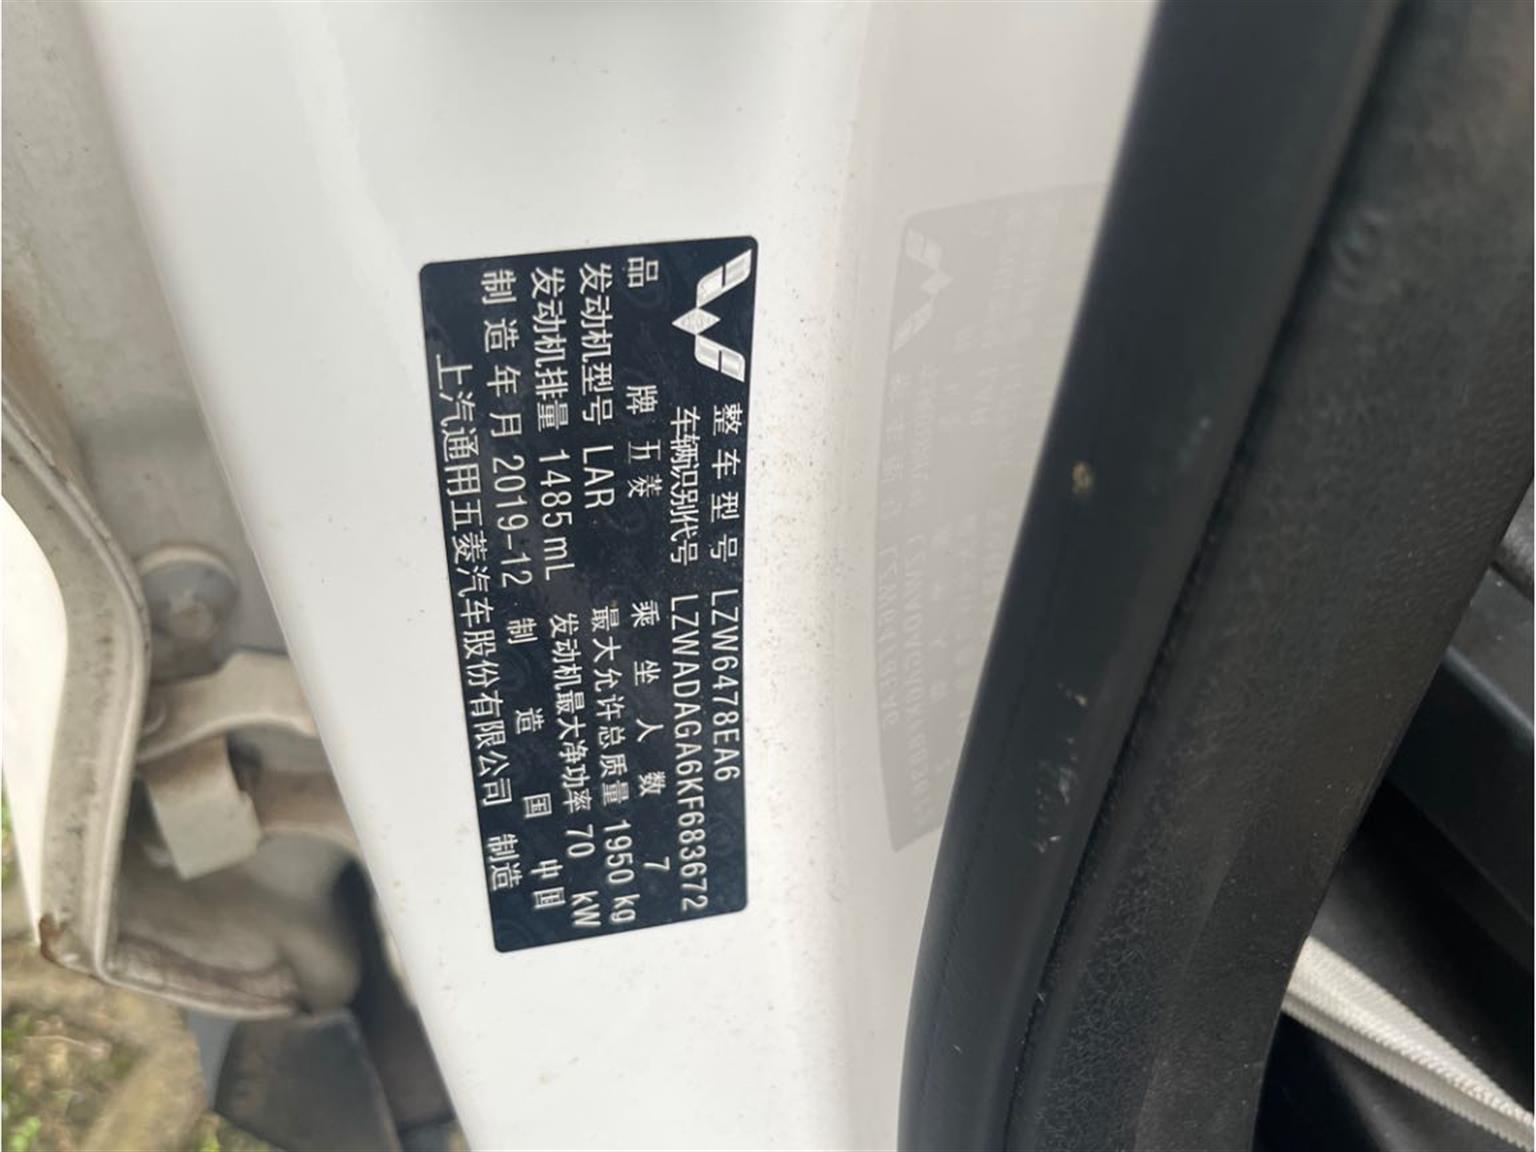 整车型号 LZW6478EA6
车辆识别代号 LZWADAGA6KF683672
品牌 五菱 乘坐人数 7
发动机型号 LAR 最大允许总质量 1950 kg
发动机排量 1485mL 发动机最大净功率 70 kW
制造年月 2019-12 制造国 中国
上汽通用五菱汽车股份有限公司 制造